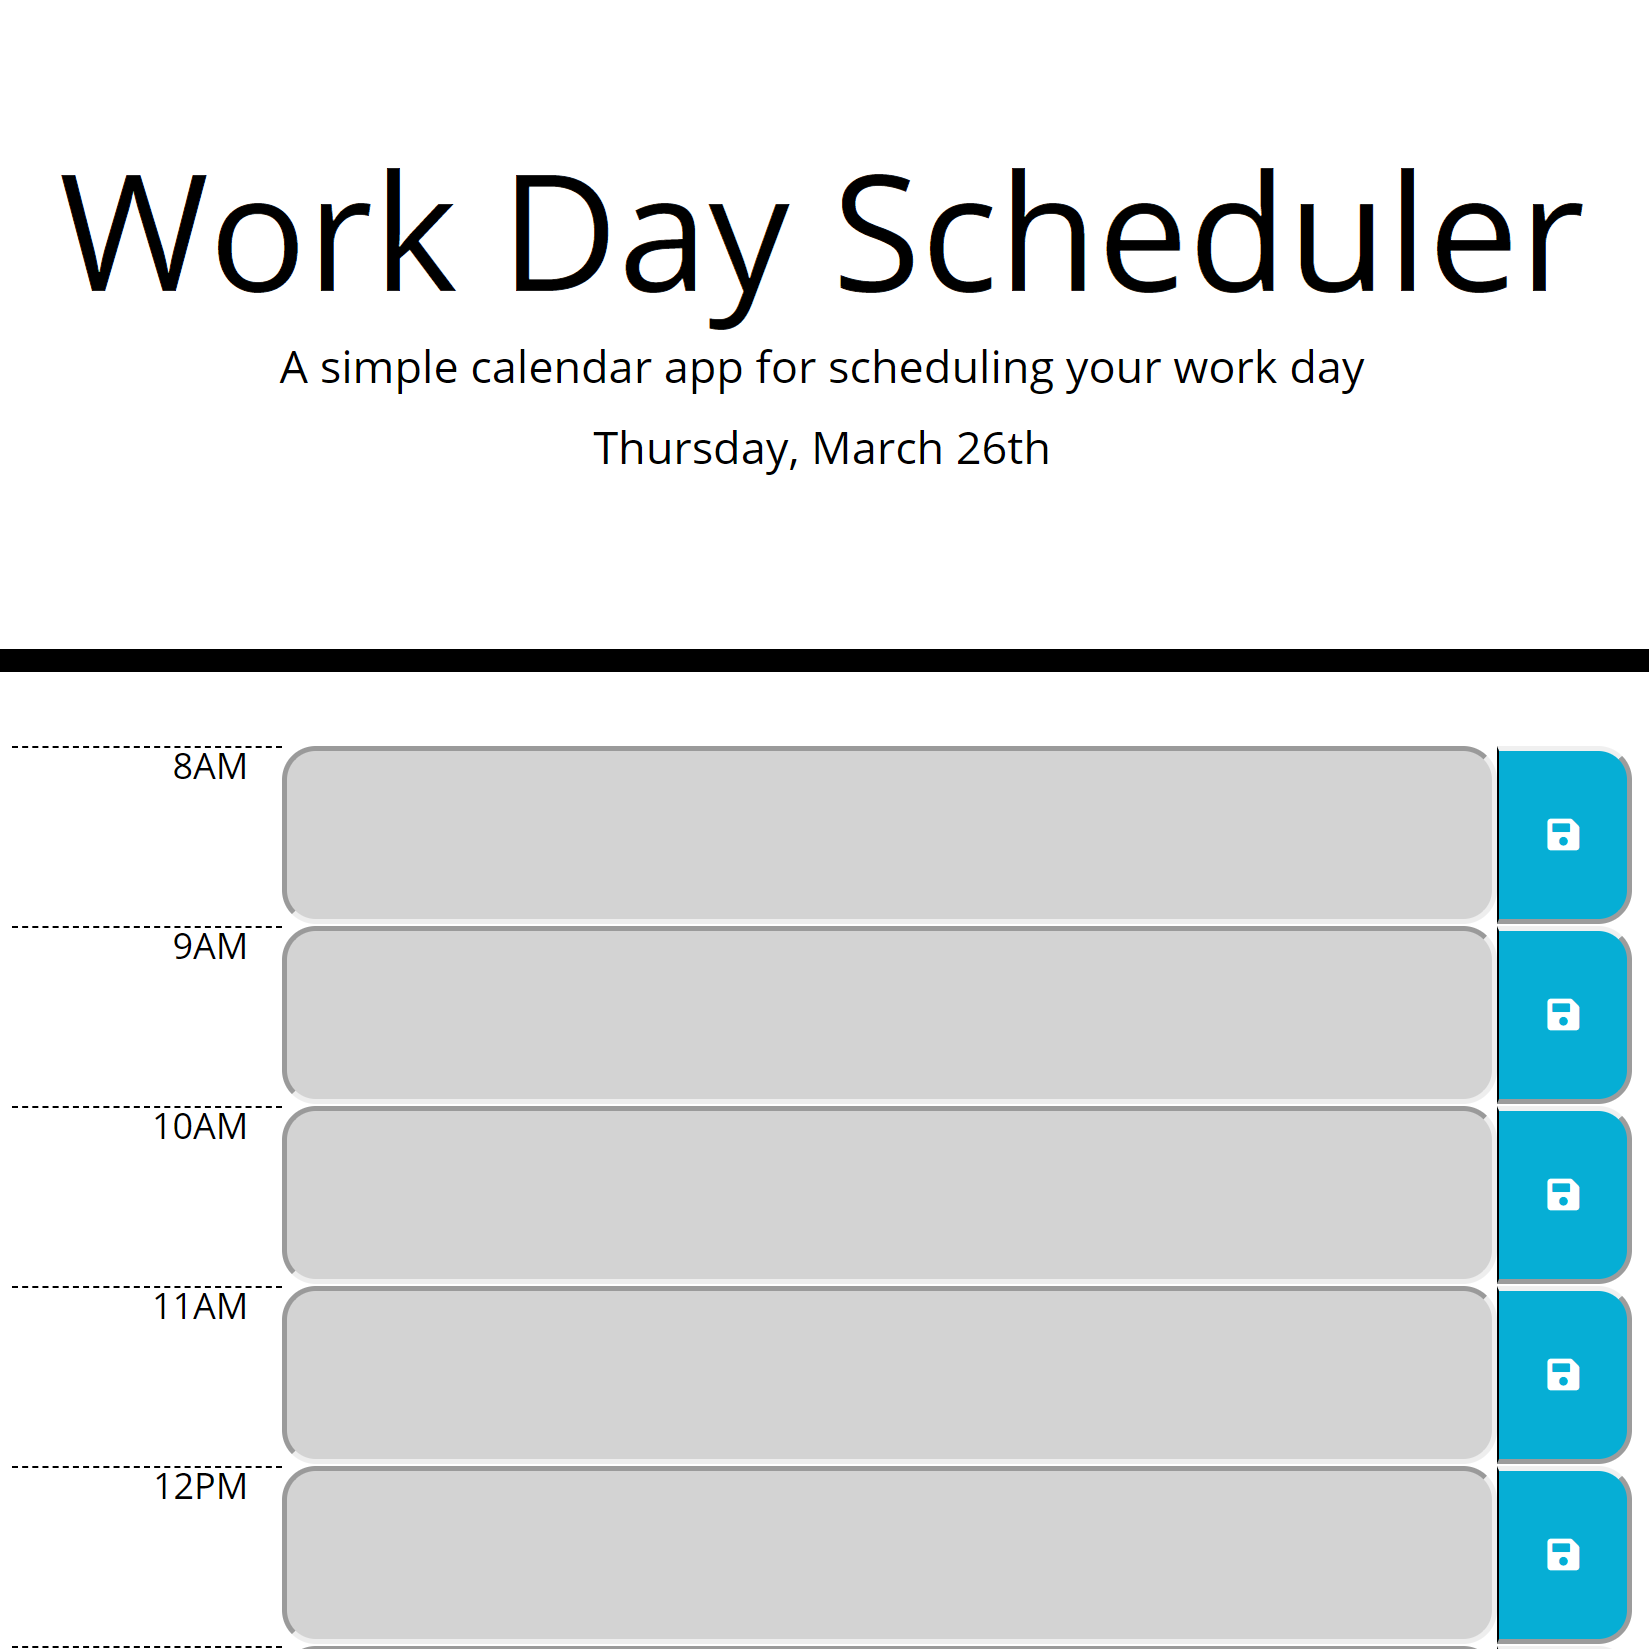 Work Day Scheduler
A simple calendar app for scheduling your work day
Thursday, March 26th
8AM
9AM
10AM
11AM
12PM